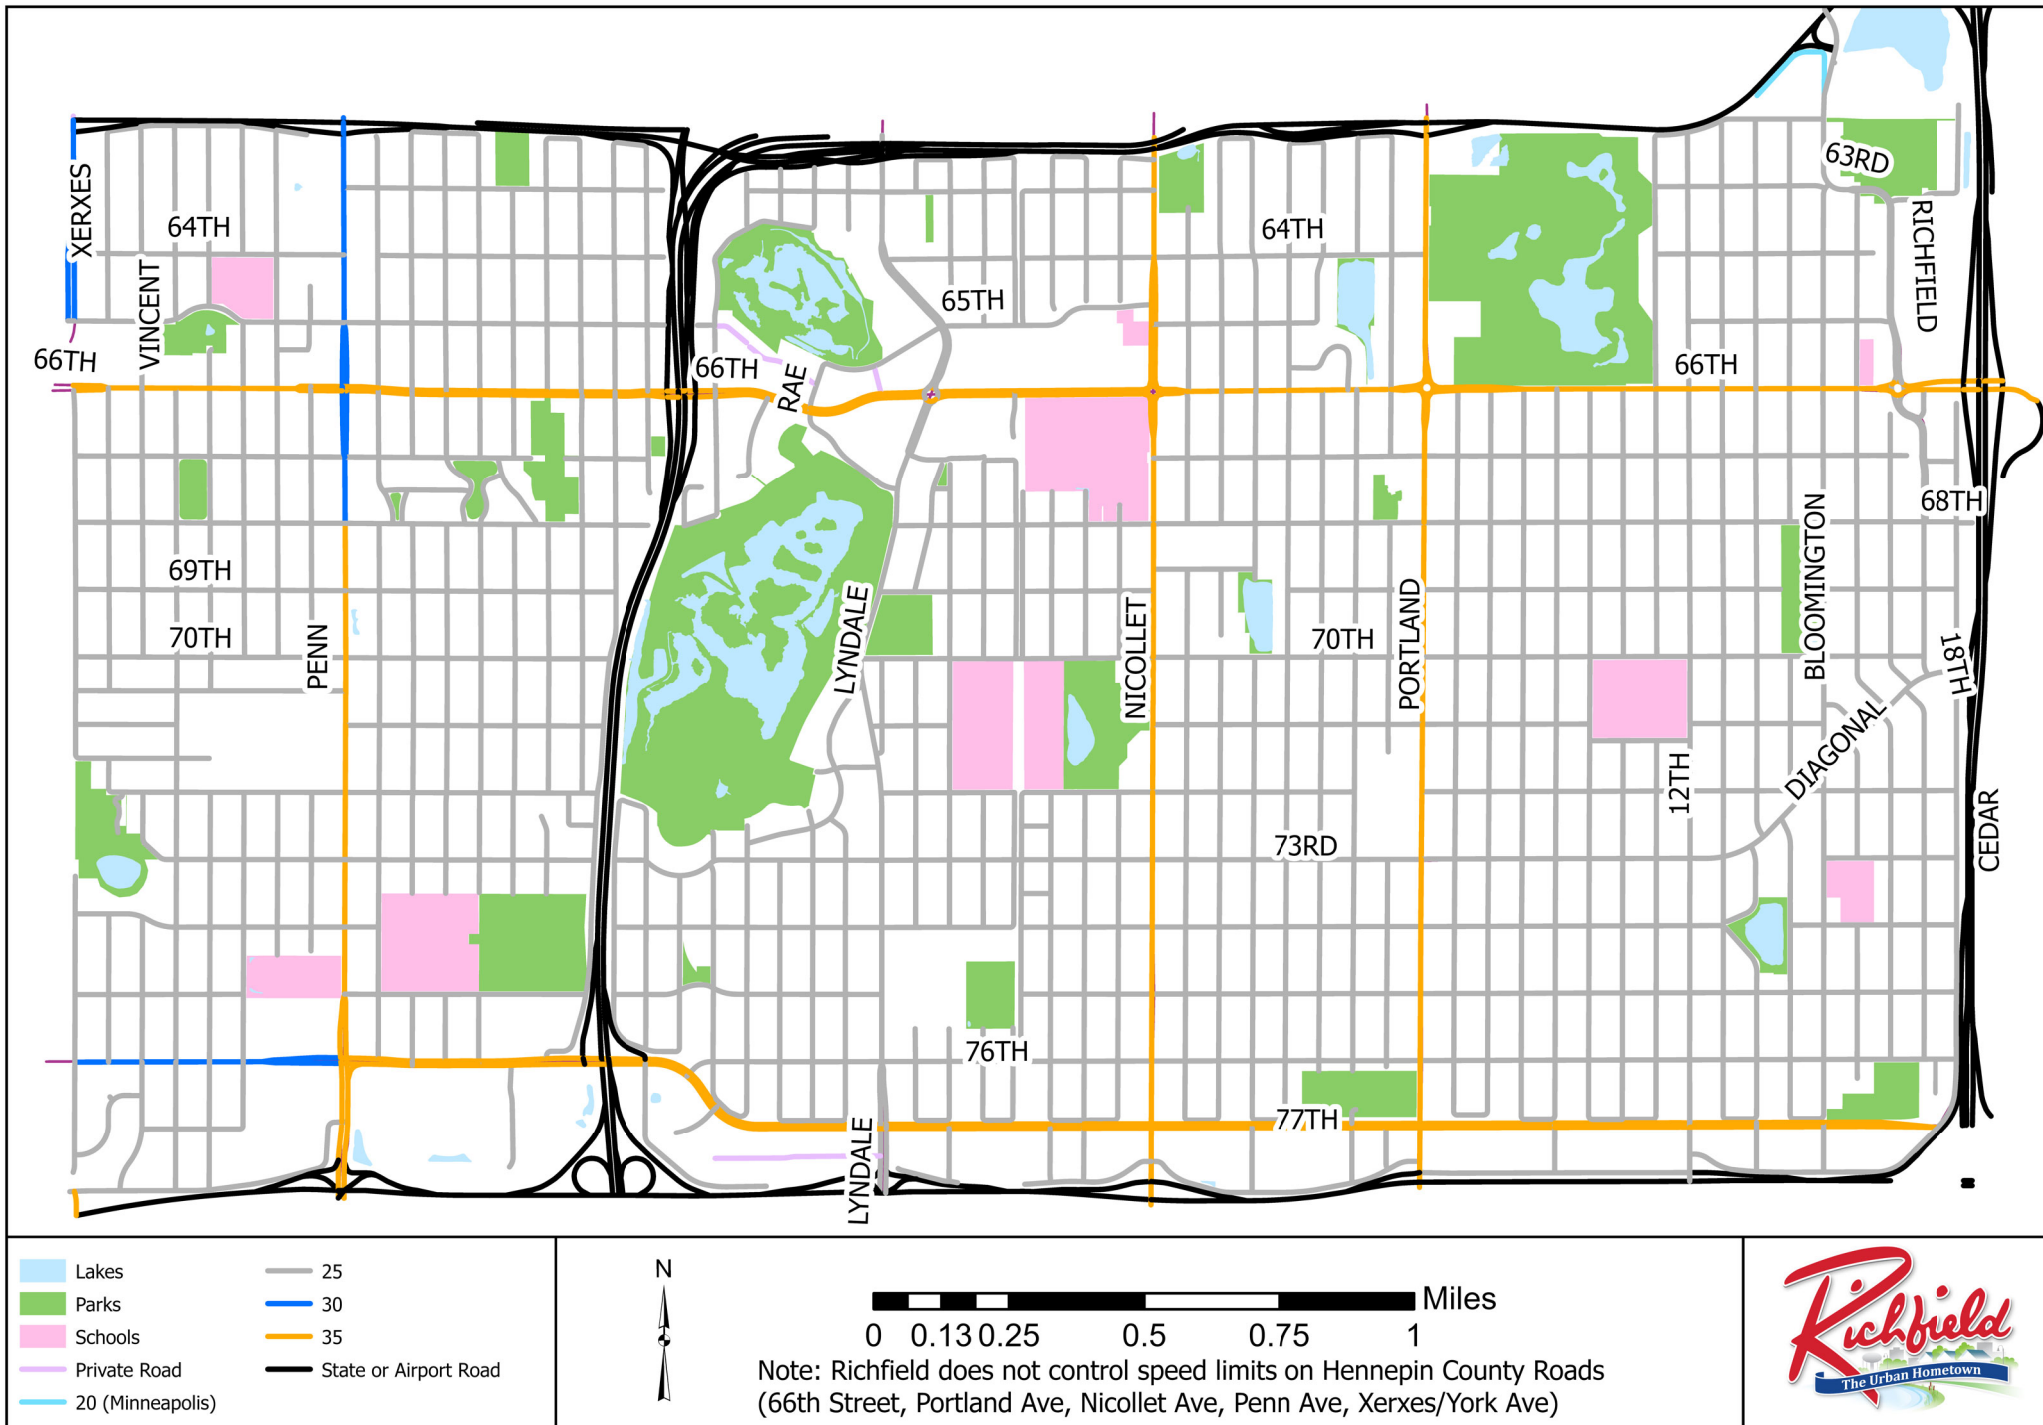 63RD
XERXES
64TH
64TH
RICHFIELD
VINCENT
65TH
66TH
66TH
RAE
66TH
68TH
BLOOMINGTON
69TH
70TH
PENN
LYNDALE
NICOLLET
70TH
PORTLAND
18TH
DIAGONAL
12TH
73RD
CEDAR
76TH
77TH
LYNDALE
Lakes
Parks
Schools
Private Road
20 (Minneapolis)
25
30
35
State or Airport Road
N
Miles
0 0.13 0.25 0.5 0.75 1
Note: Richfield does not control speed limits on Hennepin County Roads
(66th Street, Portland Ave, Nicollet Ave, Penn Ave, Xerxes/York Ave)
Richfield
The Urban Hometown